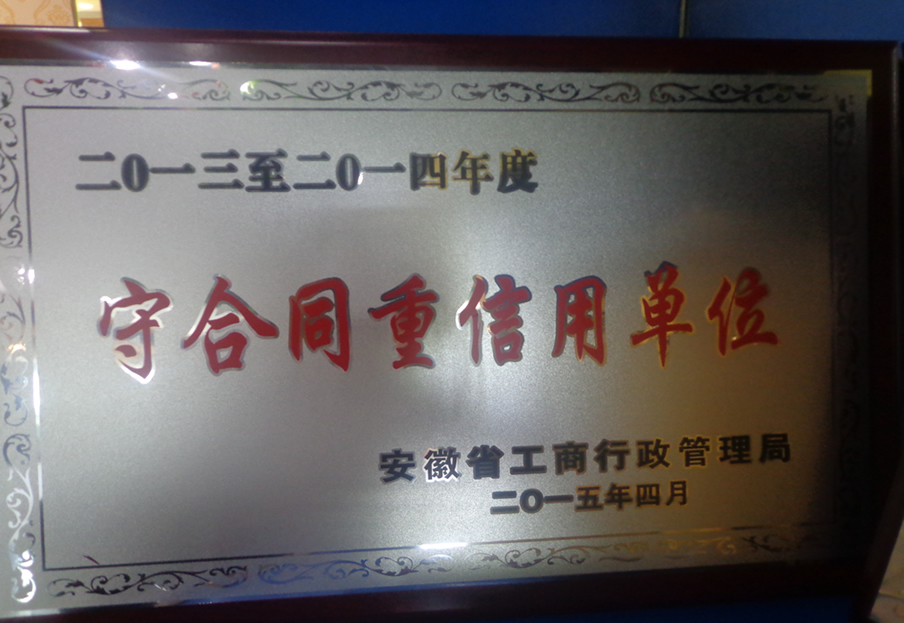 二0一三至二0一四年度
守合同重信用单位
安徽省工商行政管理局
二0一五年四月